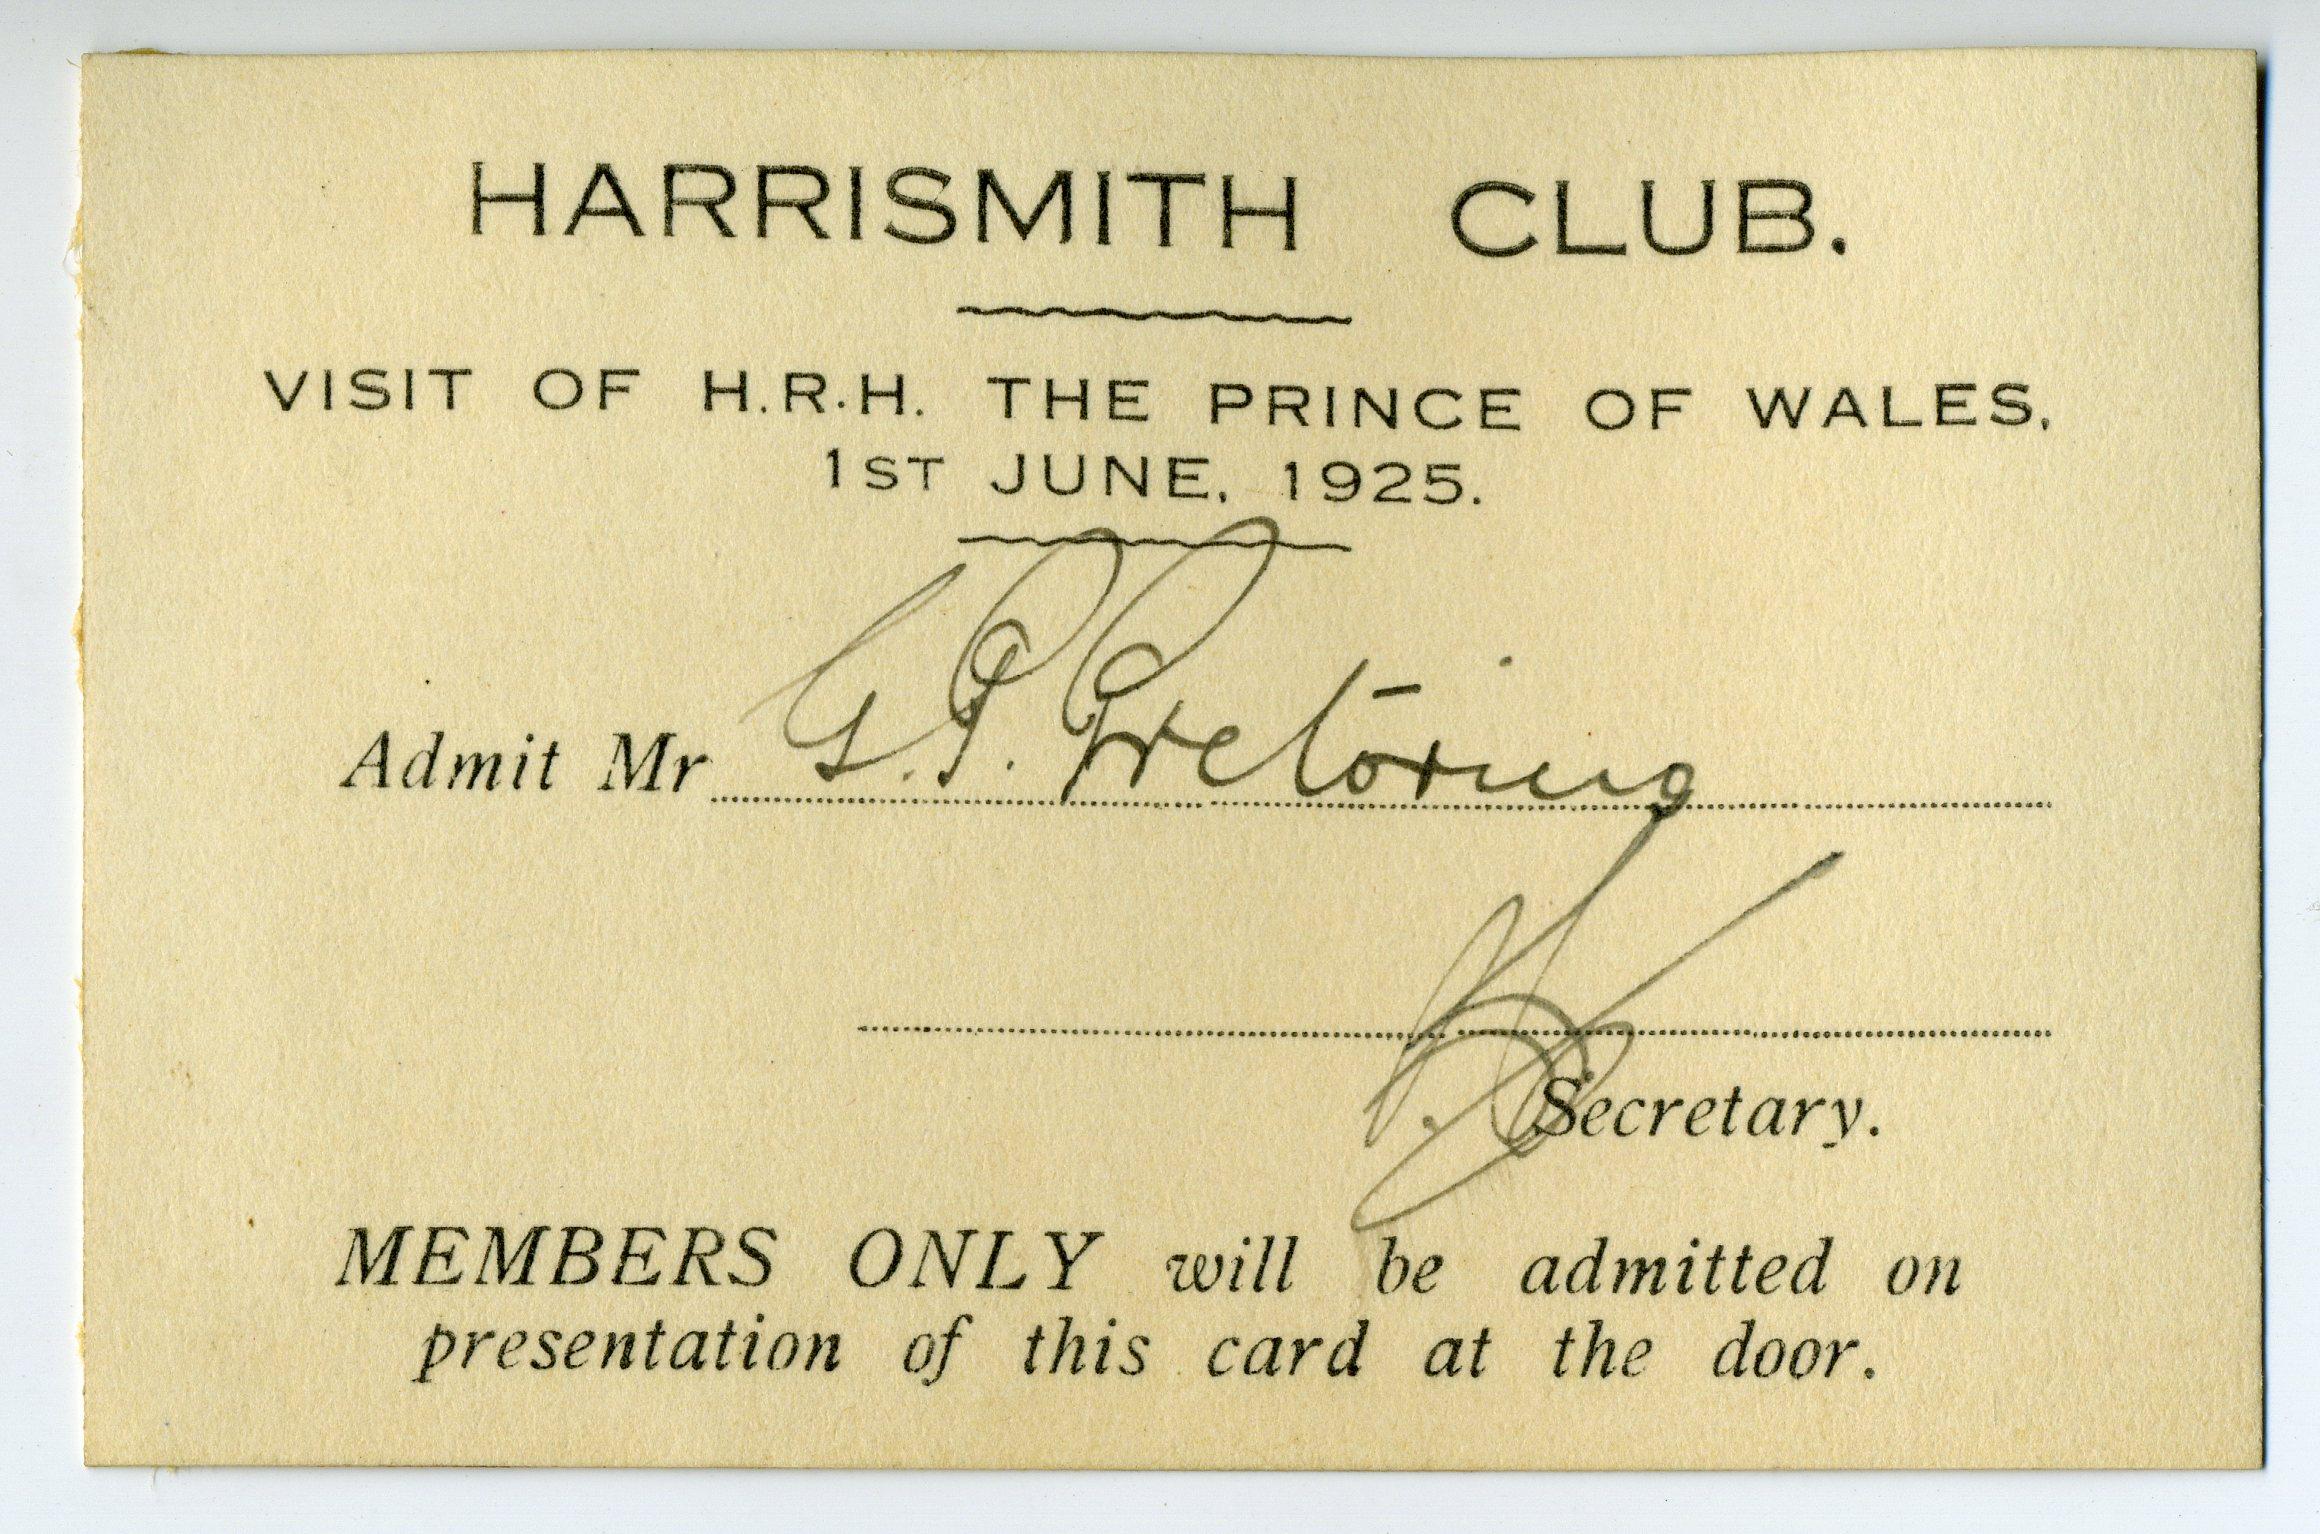 HARRISMITH CLUB.
VISIT OF H.R.H. THE PRINCE OF WALES,
1ST JUNE, 1925.
Admit Mr G. P. Pretorius
Secretary.
MEMBERS ONLY will be admitted on
presentation of this card at the door.